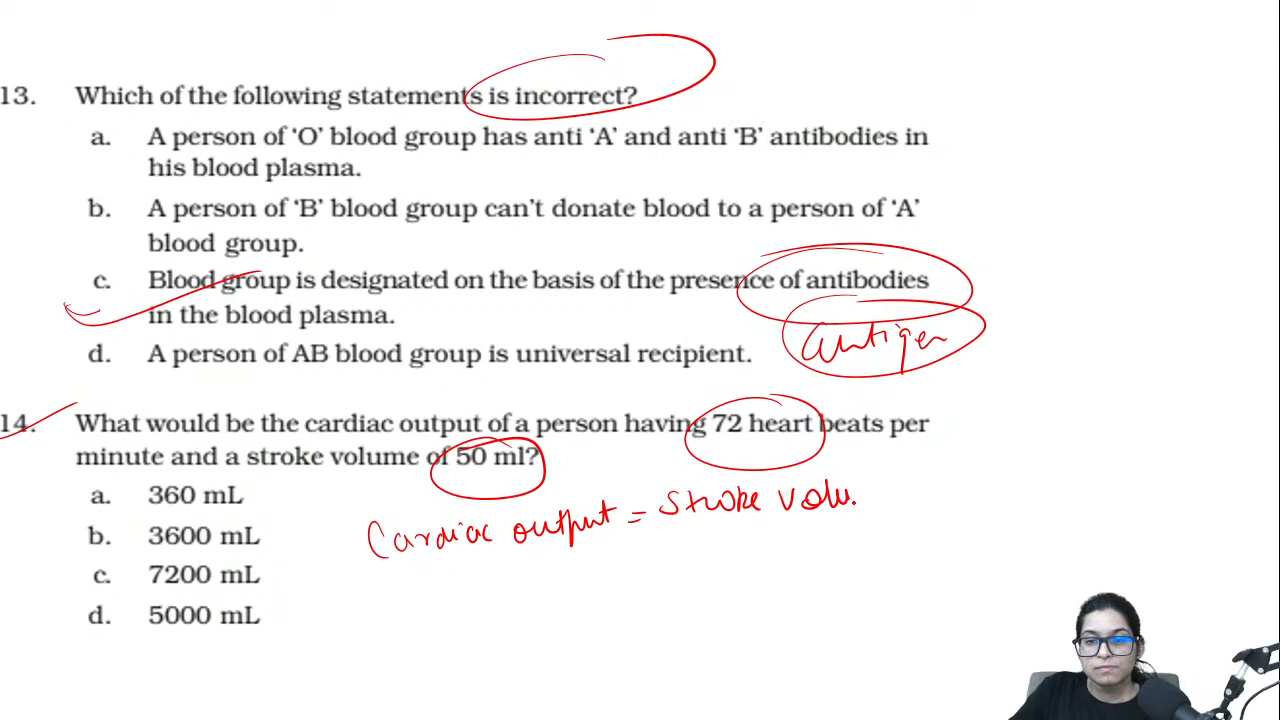 13. Which of the following statements is incorrect?
a. A person of ‘O’ blood group has anti ‘A’ and anti ‘B’ antibodies in
his blood plasma.
b. A person of ‘B’ blood group can’t donate blood to a person of ‘A’
blood group.
c. Blood group is designated on the basis of the presence of antibodies
in the blood plasma.
antigen
d. A person of AB blood group is universal recipient.
14. What would be the cardiac output of a person having 72 heart beats per
minute and a stroke volume of 50 ml?
a. 360 mL
b. 3600 mL
c. 7200 mL
d. 5000 mL
Cardiac output = Stroke volu.